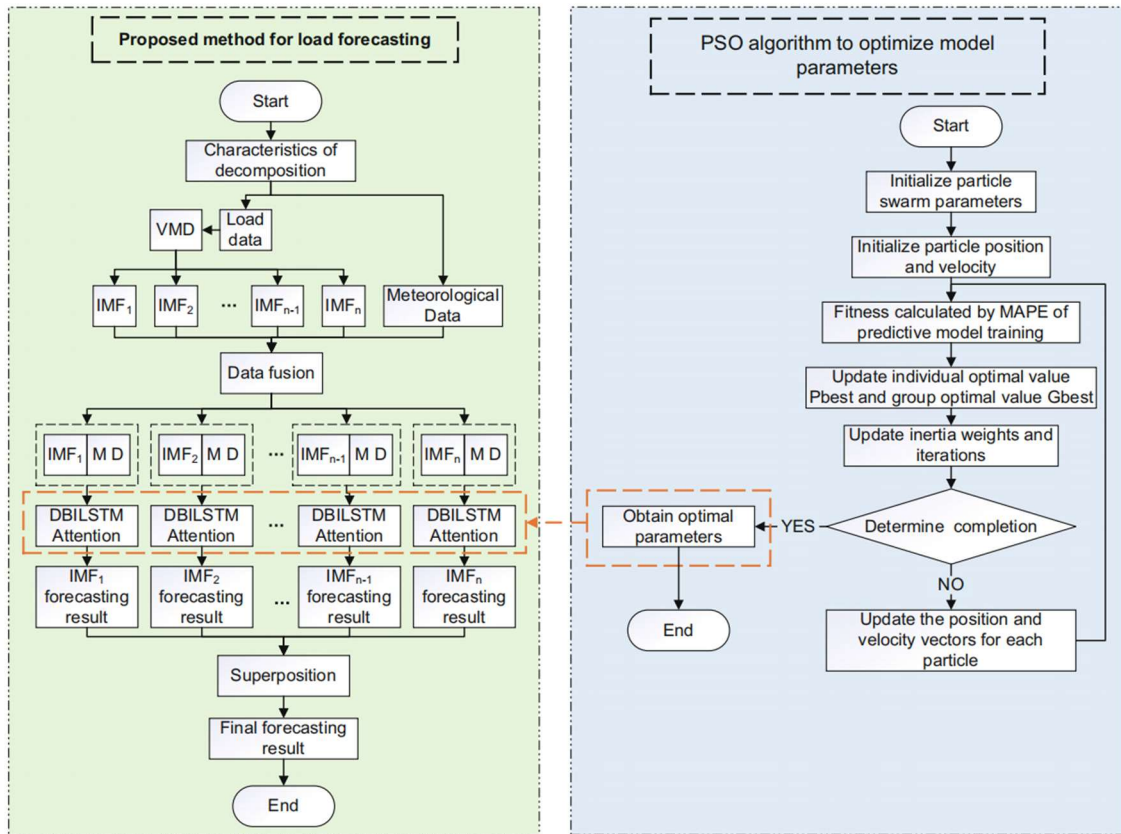 Proposed method for load forecasting
Start
Characteristics of
decomposition
VMD
Load
data
IMF₁
IMF₂
...
IMFₙ₋₁
IMFₙ
Meteorological
Data
Data fusion
IMF₁ M D
IMF₂ M D
...
IMFₙ₋₁ M D
IMFₙ M D
DBILSTM
Attention
DBILSTM
Attention
...
DBILSTM
Attention
DBILSTM
Attention
IMF₁
forecasting
result
IMF₂
forecasting
result
...
IMFₙ₋₁
forecasting
result
IMFₙ
forecasting
result
Superposition
Final forecasting
result
End
PSO algorithm to optimize model
parameters
Start
Initialize particle
swarm parameters
Initialize particle position
and velocity
Fitness calculated by MAPE of
predictive model training
Update individual optimal value
Pbest and group optimal value Gbest
Update inertia weights and
iterations
Determine completion
YES
Obtain optimal
parameters
End
NO
Update the position and
velocity vectors for each
particle